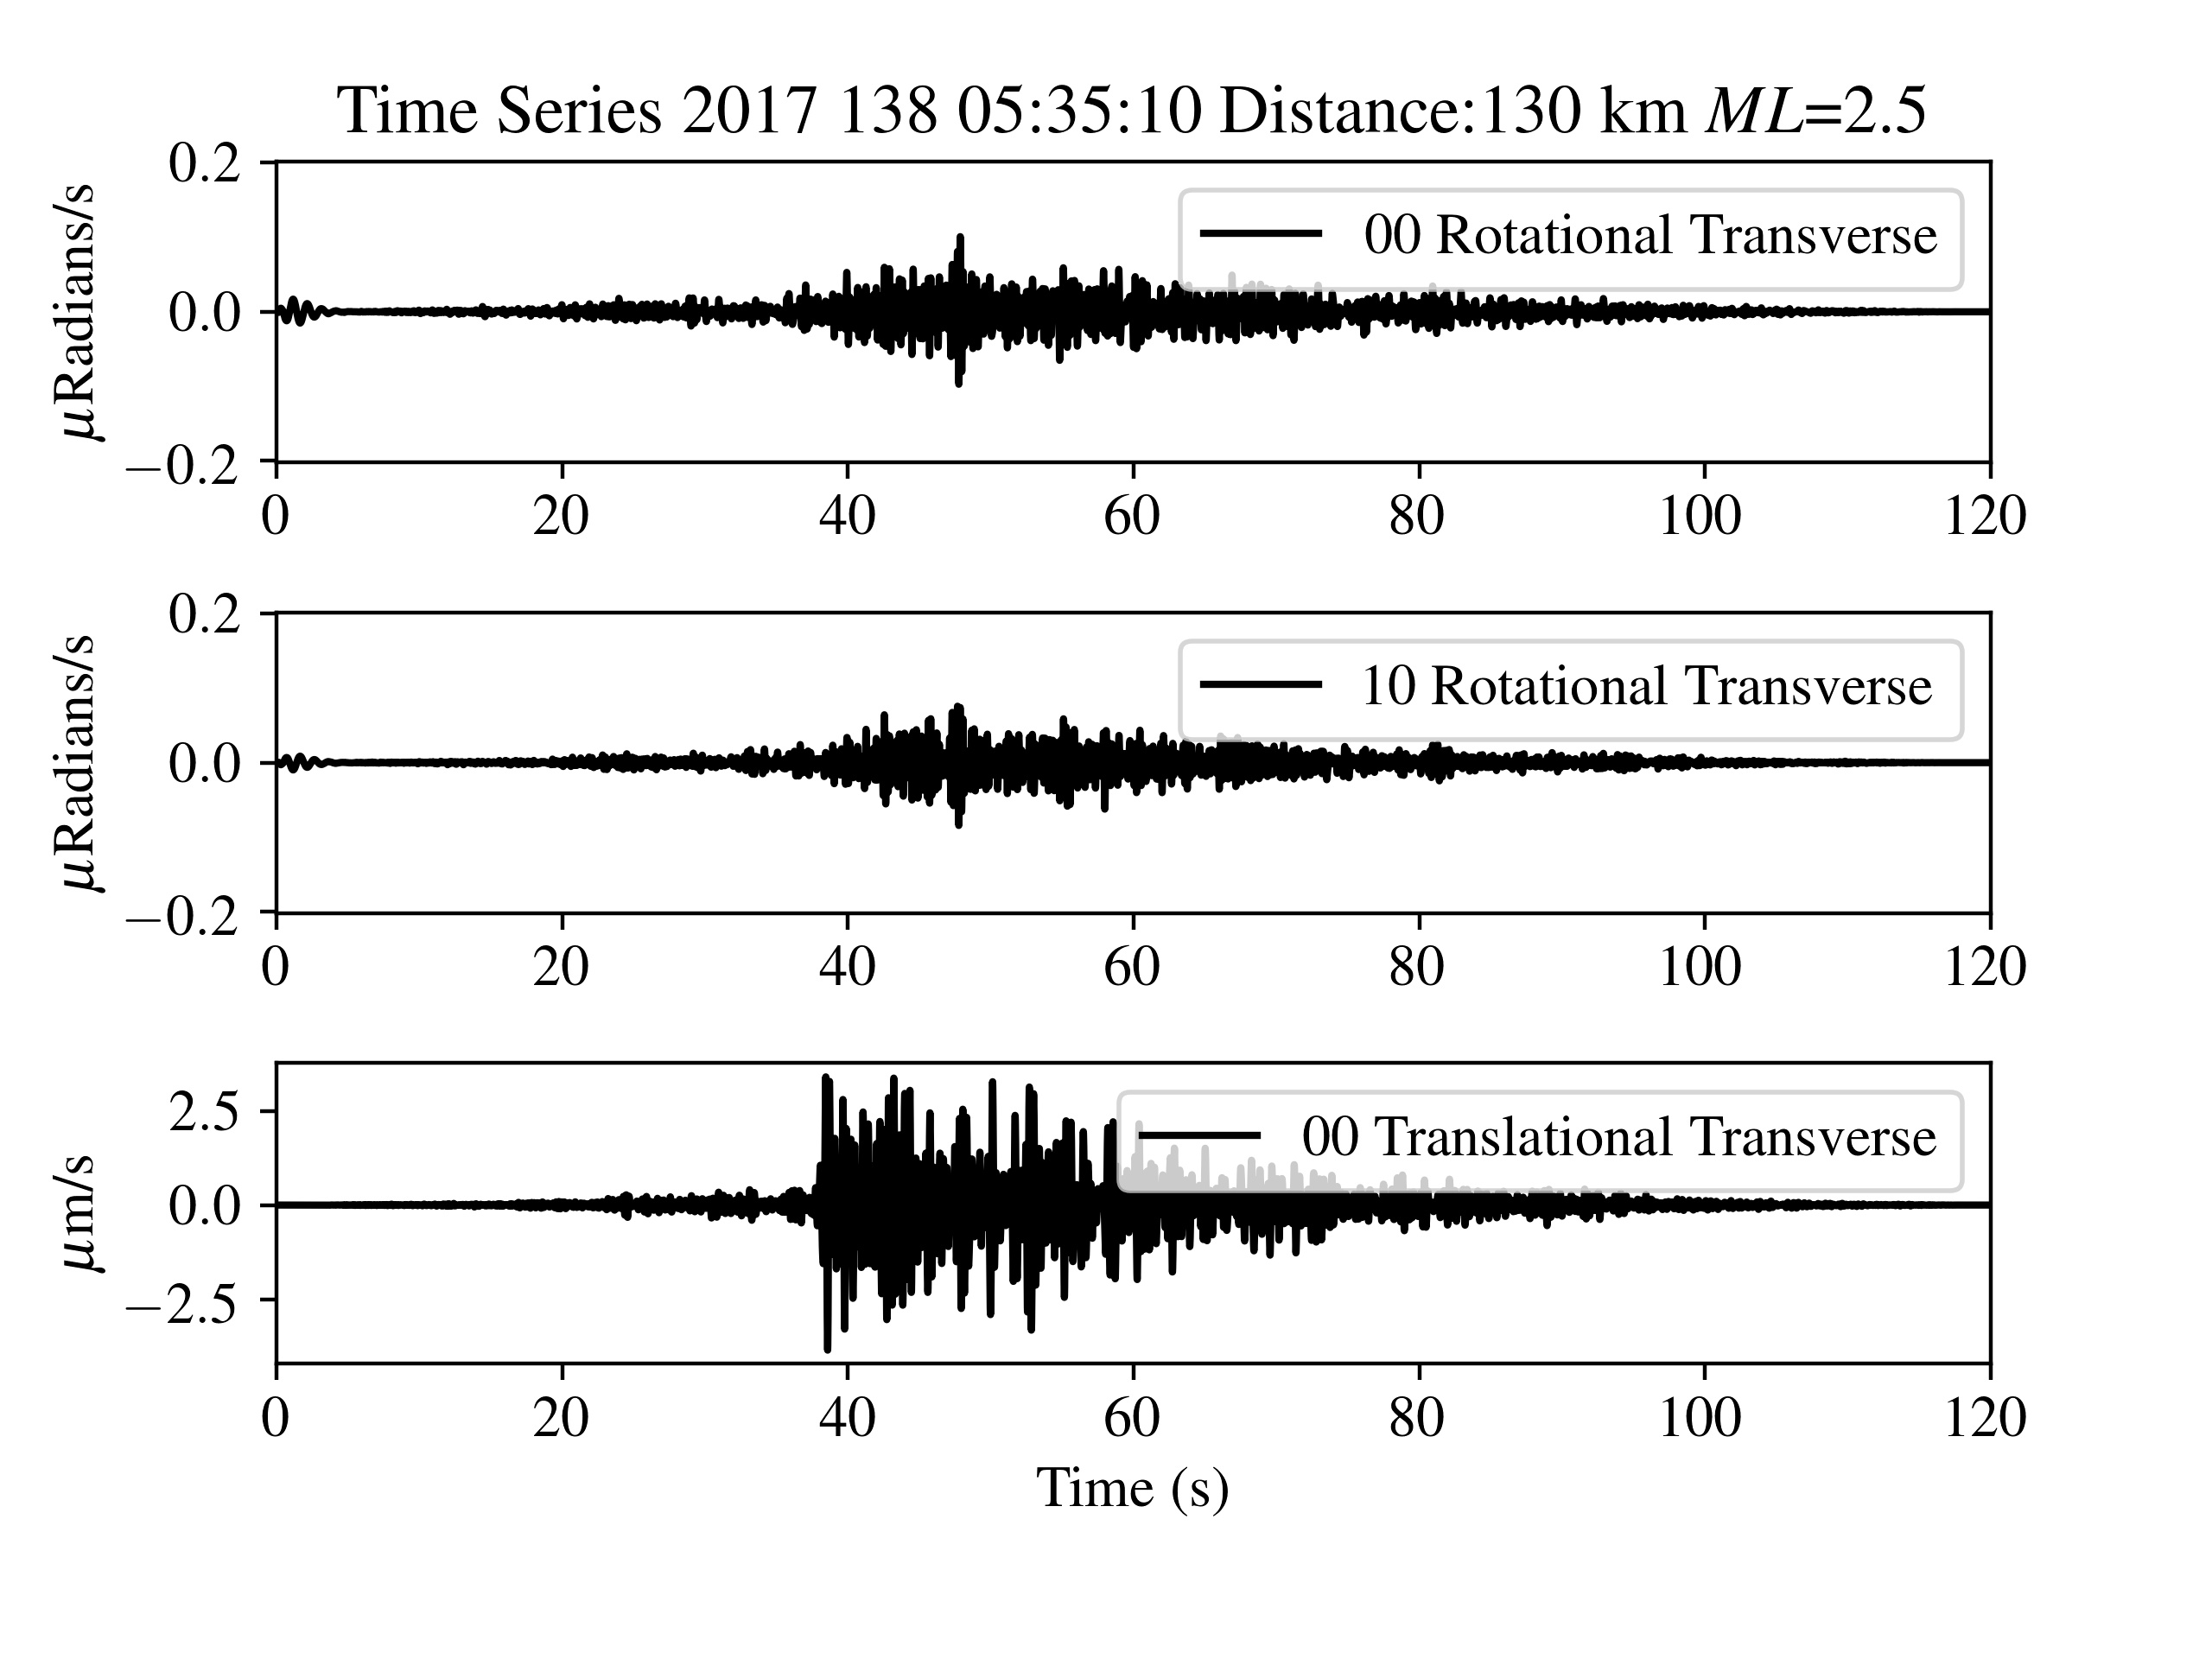 Time Series 2017 138 05:35:10 Distance:130 km ML=2.5
0.2
0.0
−0.2
μRadians/s
00 Rotational Transverse
0 20 40 60 80 100 120
0.2
0.0
−0.2
μRadians/s
10 Rotational Transverse
0 20 40 60 80 100 120
2.5
0.0
−2.5
μm/s
00 Translational Transverse
0 20 40 60 80 100 120
Time (s)